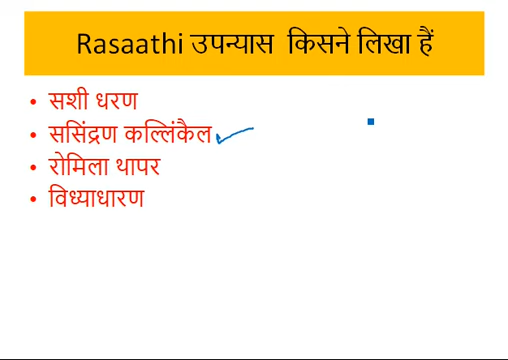 Rasaathi उपन्यास किसने लिखा हैं
• सशी धरण
• ससिंद्रण कल्लिंकैल
• रोमिला थापर
• विध्याधारण